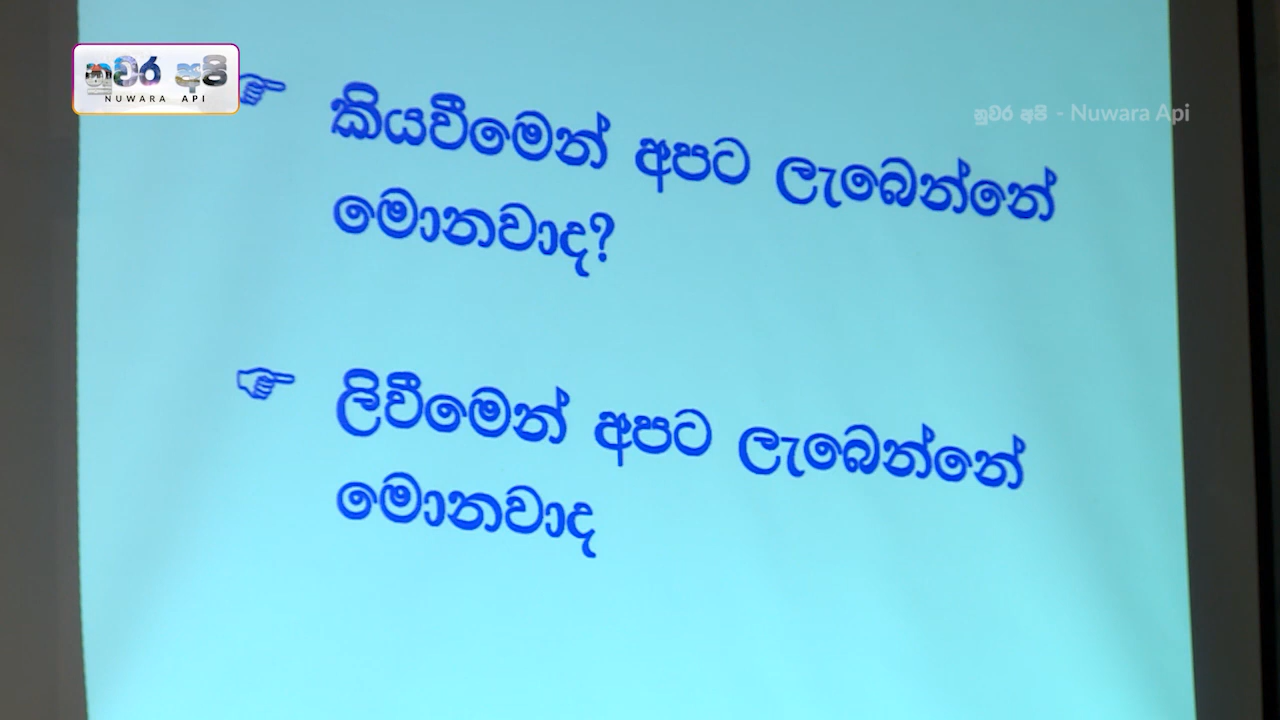 නුවර අපි
NUWARA API
නුවර අපි - Nuwara Api
කියවීමෙන් අපට ලැබෙන්නේ
මොනවාද?
ලිවීමෙන් අපට ලැබෙන්නේ
මොනවාද